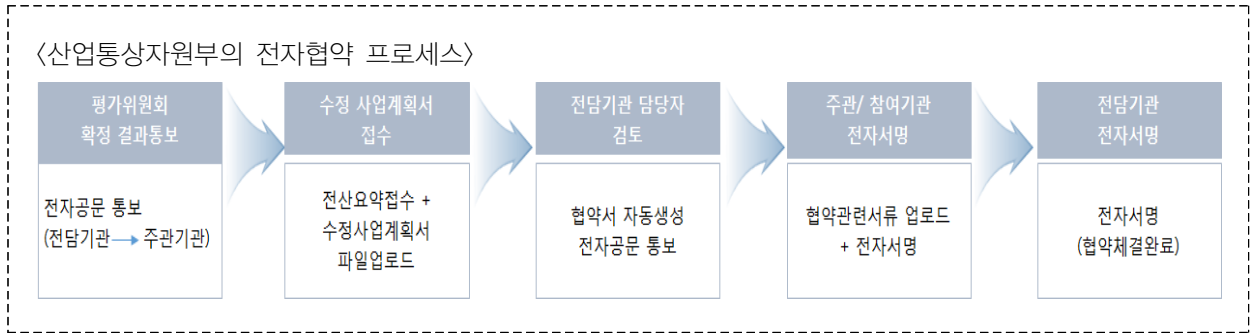 <산업통상자원부의 전자협약 프로세스>
평가위원회
확정 결과통보
수정 사업계획서
접수
전담기관 담당자
검토
주관/ 참여기관
전자서명
전담기관
전자서명
전자공문 통보
(전담기관 → 주관기관)
전산요약접수 +
수정사업계획서
파일업로드
협약서 자동생성
전자공문 통보
협약관련서류 업로드
+ 전자서명
전자서명
(협약체결완료)